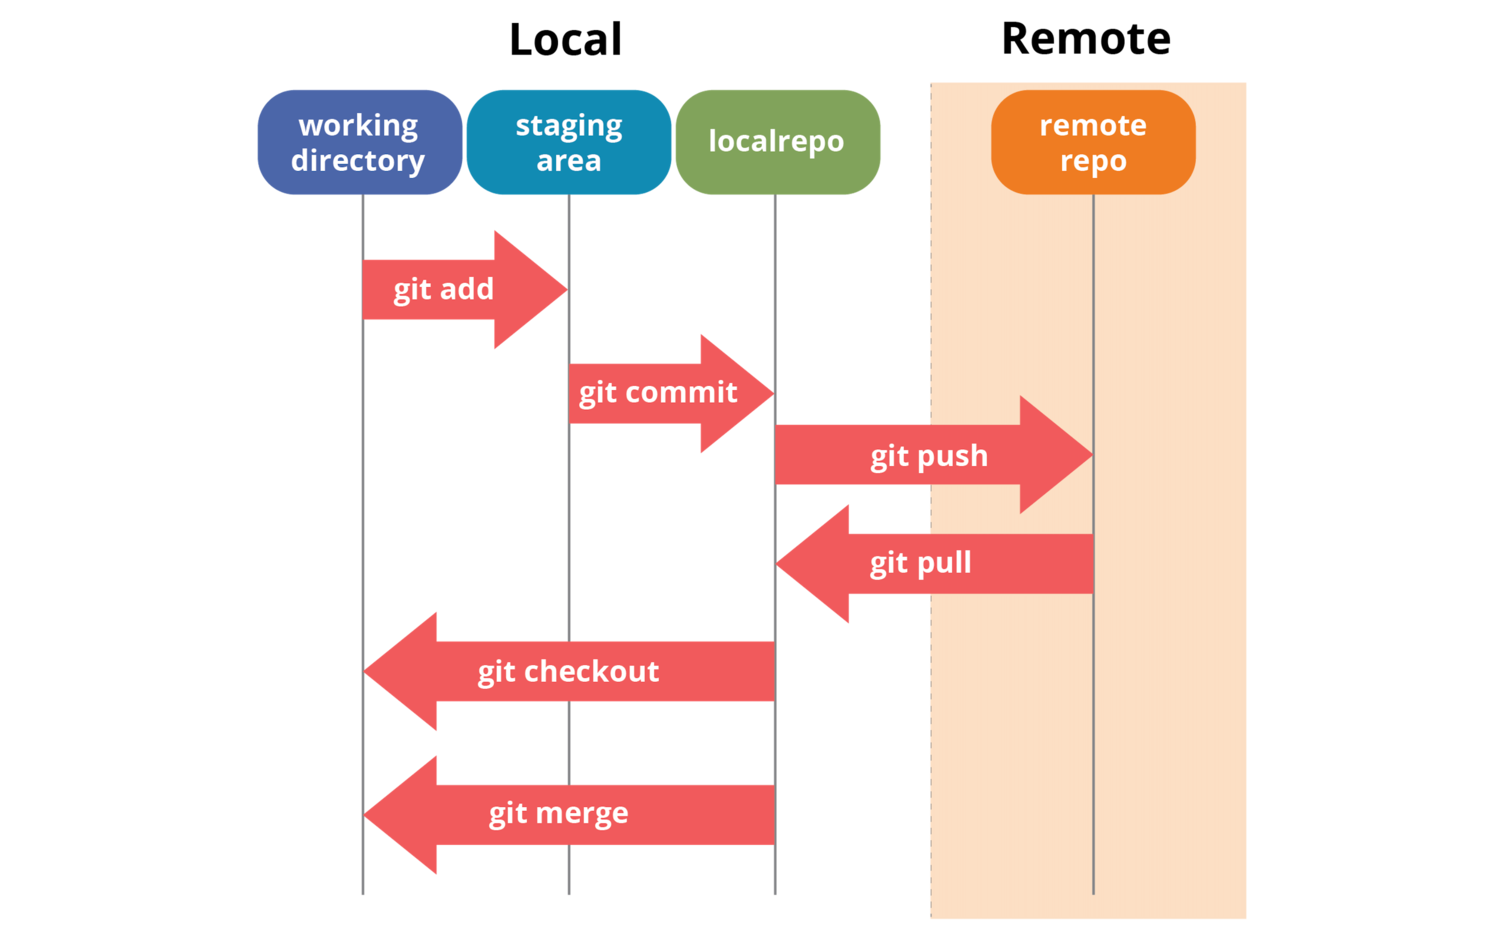 Local
Remote
working
directory
staging
area
localrepo
remote
repo
git add
git commit
git push
git pull
git checkout
git merge